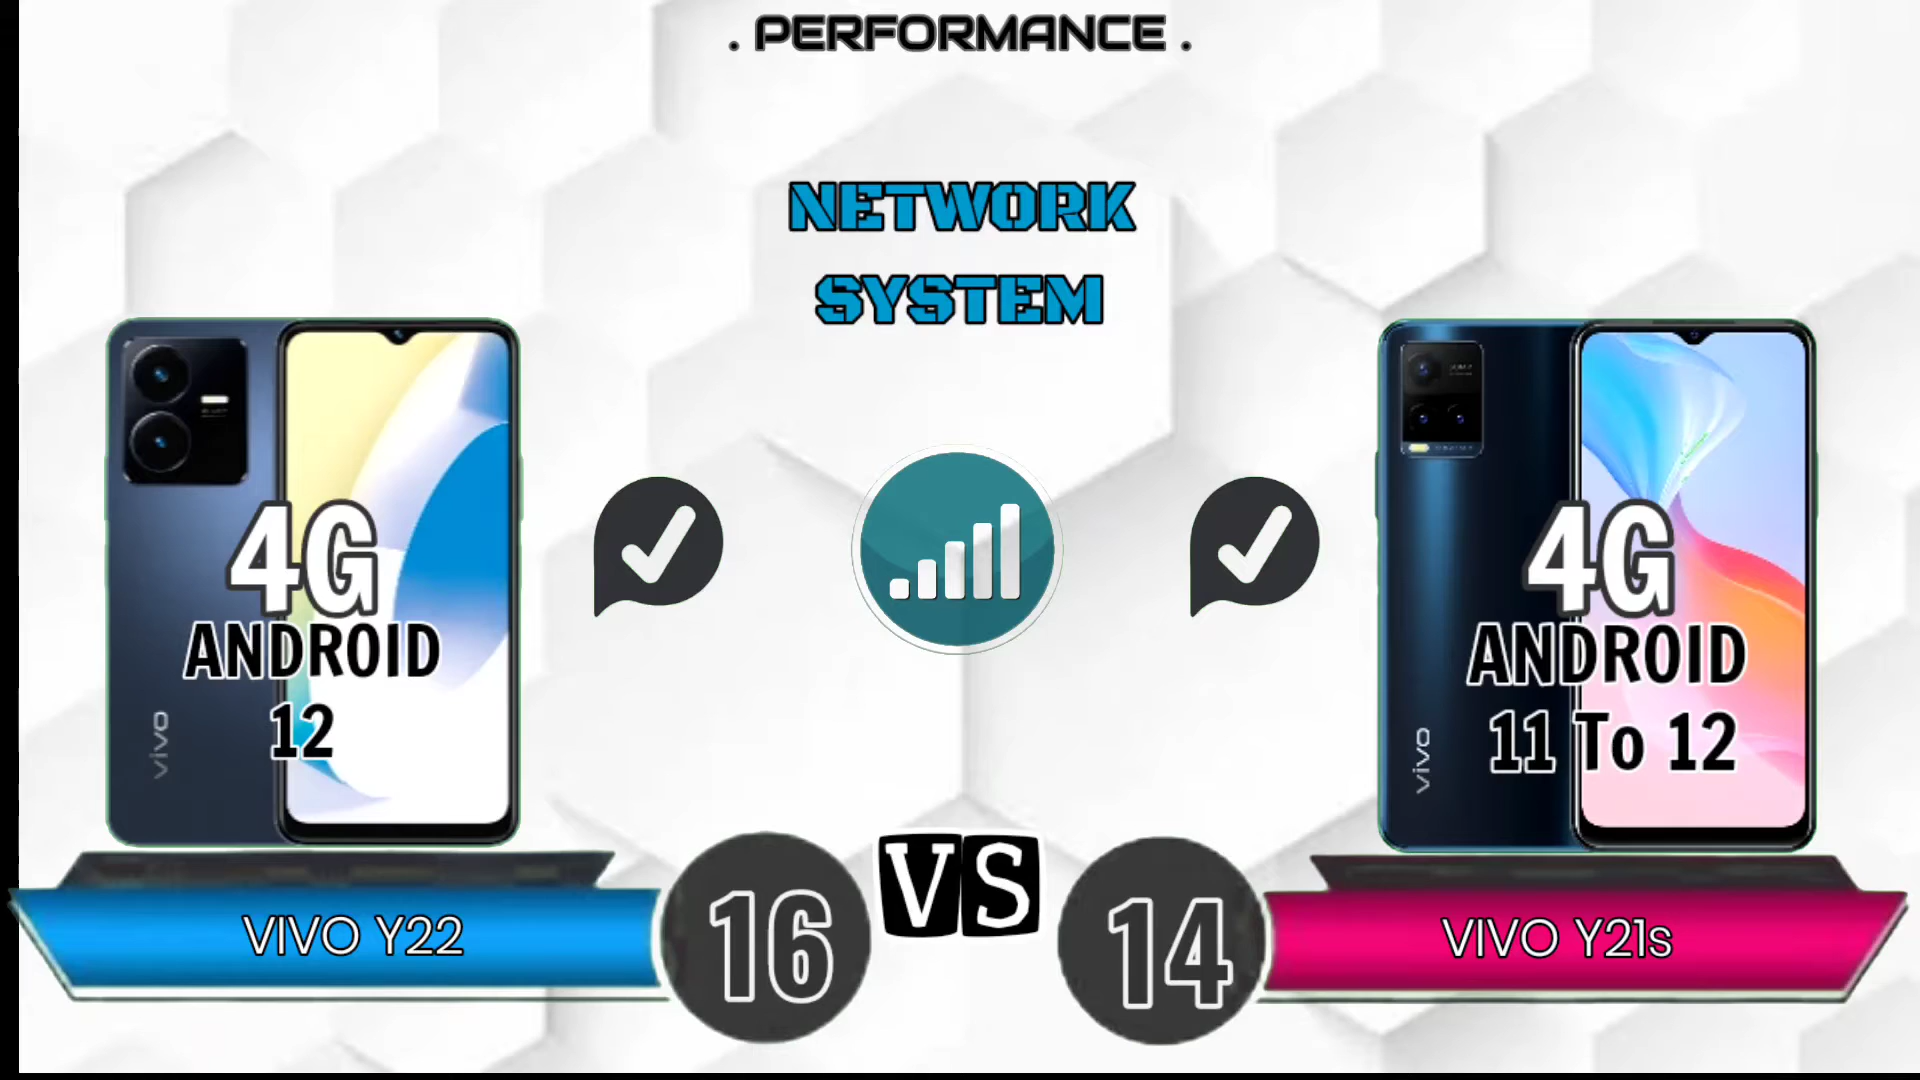 . PERFORMANCE .
NETWORK
SYSTEM
4G
ANDROID
12
vivo
4G
ANDROID
11 To 12
vivo
VIVO Y22
16
VS
14
VIVO Y21s